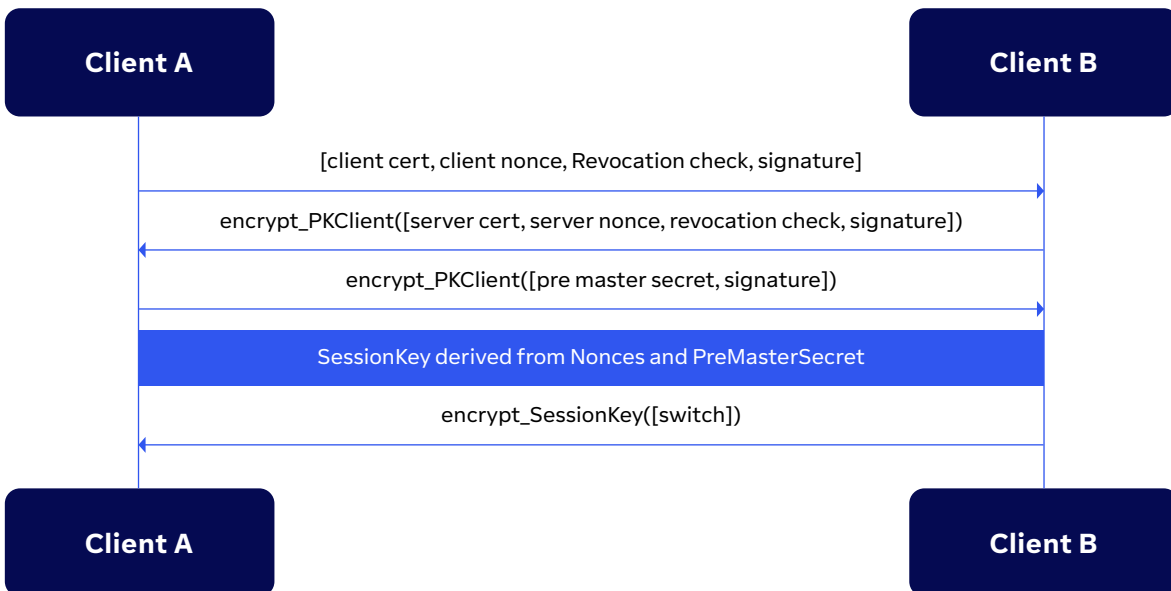 Client A
Client B
[client cert, client nonce, Revocation check, signature]
encrypt_PKClient([server cert, server nonce, revocation check, signature])
encrypt_PKClient([pre master secret, signature])
SessionKey derived from Nonces and PreMasterSecret
encrypt_SessionKey([switch])
Client A
Client B